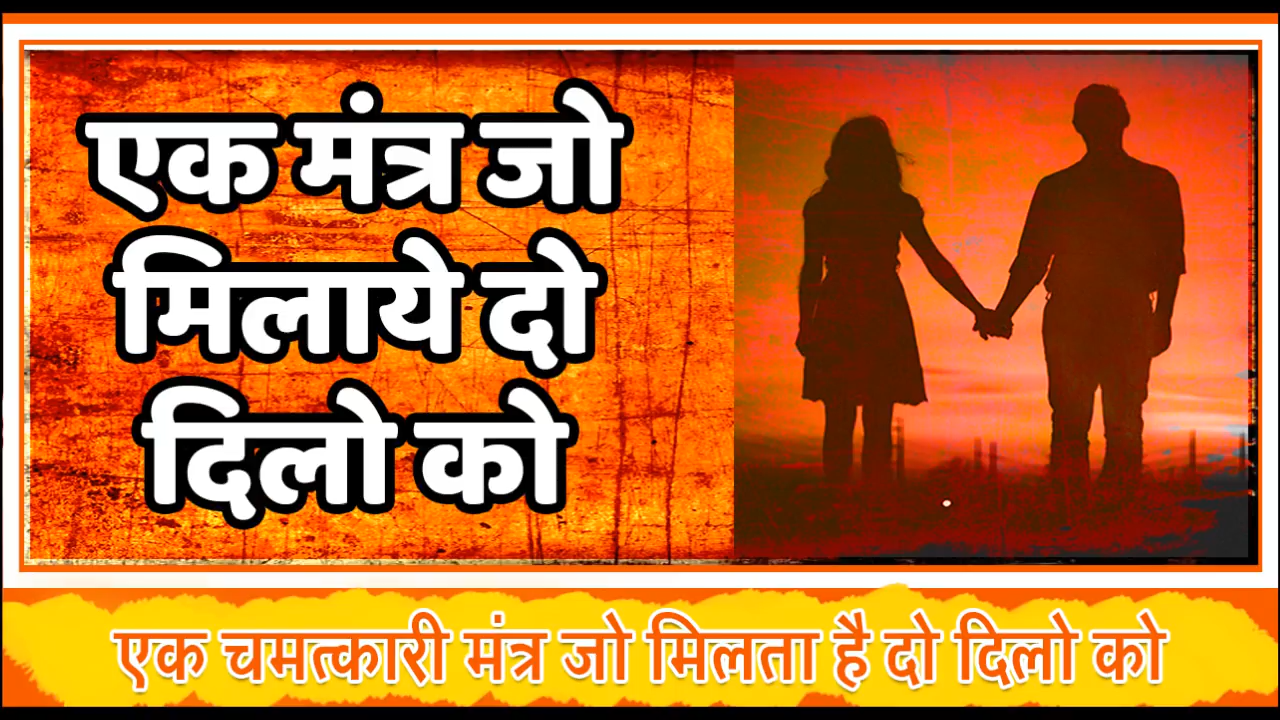 एक मंत्र जो
मिलाये दो
दिलो को
एक चमत्कारी मंत्र जो मिलता है दो दिलो को